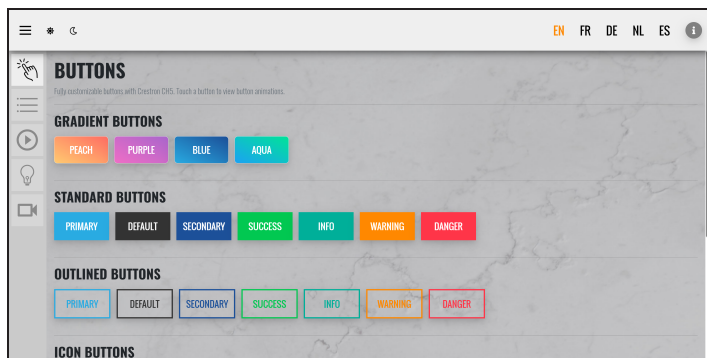 EN FR DE NL ES
BUTTONS
Fully customizable buttons with Crestron CH5. Touch a button to view button animations.
GRADIENT BUTTONS
PEACH PURPLE BLUE AQUA
STANDARD BUTTONS
PRIMARY DEFAULT SECONDARY SUCCESS INFO WARNING DANGER
OUTLINED BUTTONS
PRIMARY DEFAULT SECONDARY SUCCESS INFO WARNING DANGER
ICON BUTTONS